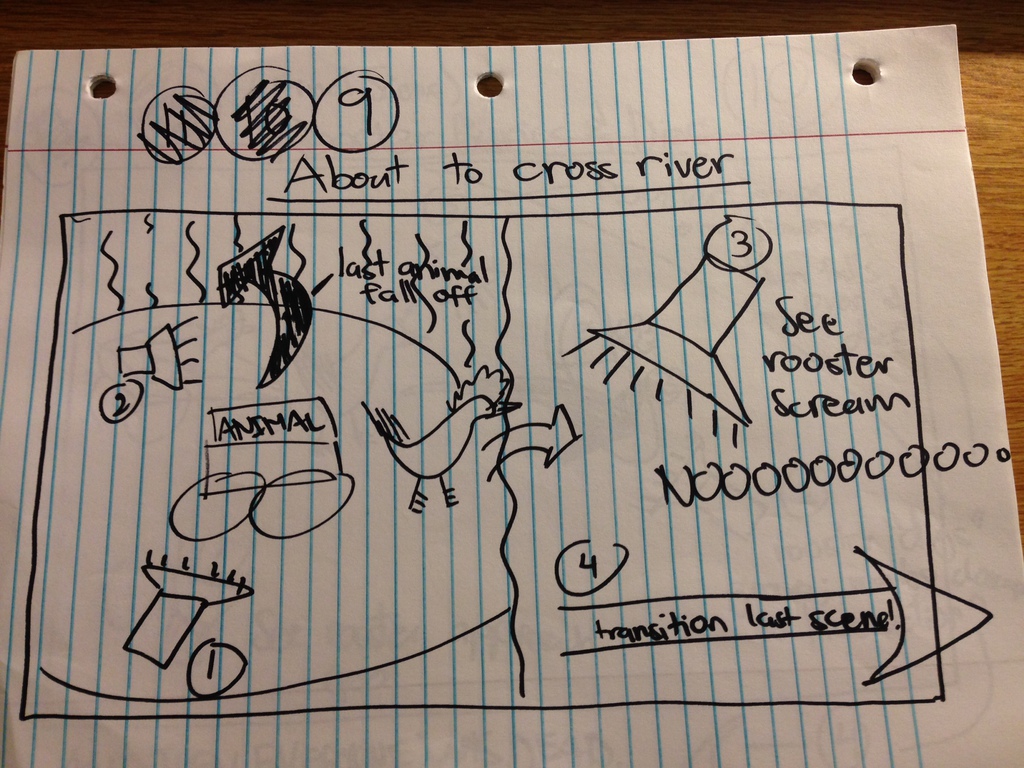 9
About to cross river
last animal
fall off
2
ANIMAL
1
3
See
rooster
scream
NOOOOOOOOOOOO
4
transition last scene!